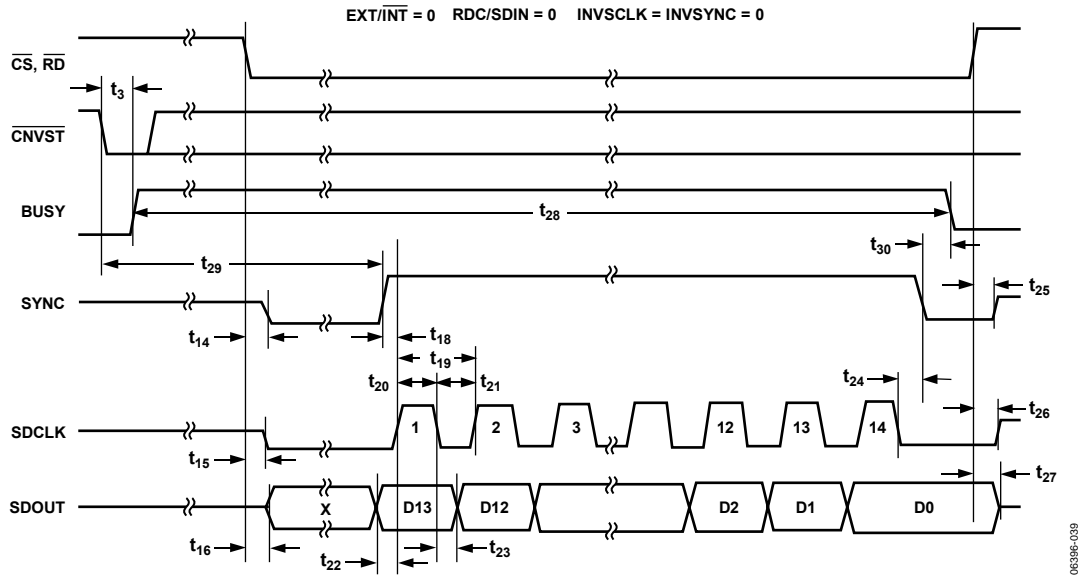 EXT/INT = 0 RDC/SDIN = 0 INVSCLK = INVSYNC = 0
CS, RD
t3
CNVST
BUSY
t28
t30
t29
SYNC
t25
t14
t18
t19
t20
t21
t24
t26
SDCLK
1
2
3
12
13
14
t15
t27
SDOUT
X
D13
D12
D2
D1
D0
t16
t22
t23
06396-039